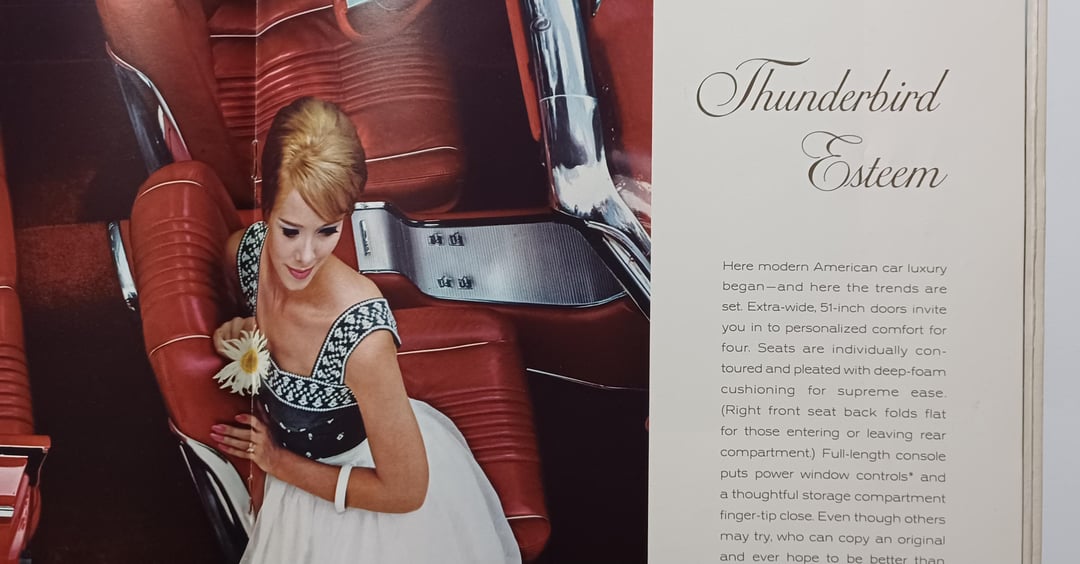 Thunderbird
Esteem
Here modern American car luxury
began—and here the trends are
set. Extra-wide, 51-inch doors invite
you in to personalized comfort for
four. Seats are individually con-
toured and pleated with deep-foam
cushioning for supreme ease.
(Right front seat back folds flat
for those entering or leaving rear
compartment.) Full-length console
puts power window controls* and
a thoughtful storage compartment
finger-tip close. Even though others
may try, who can copy an original
and ever hope to be better than